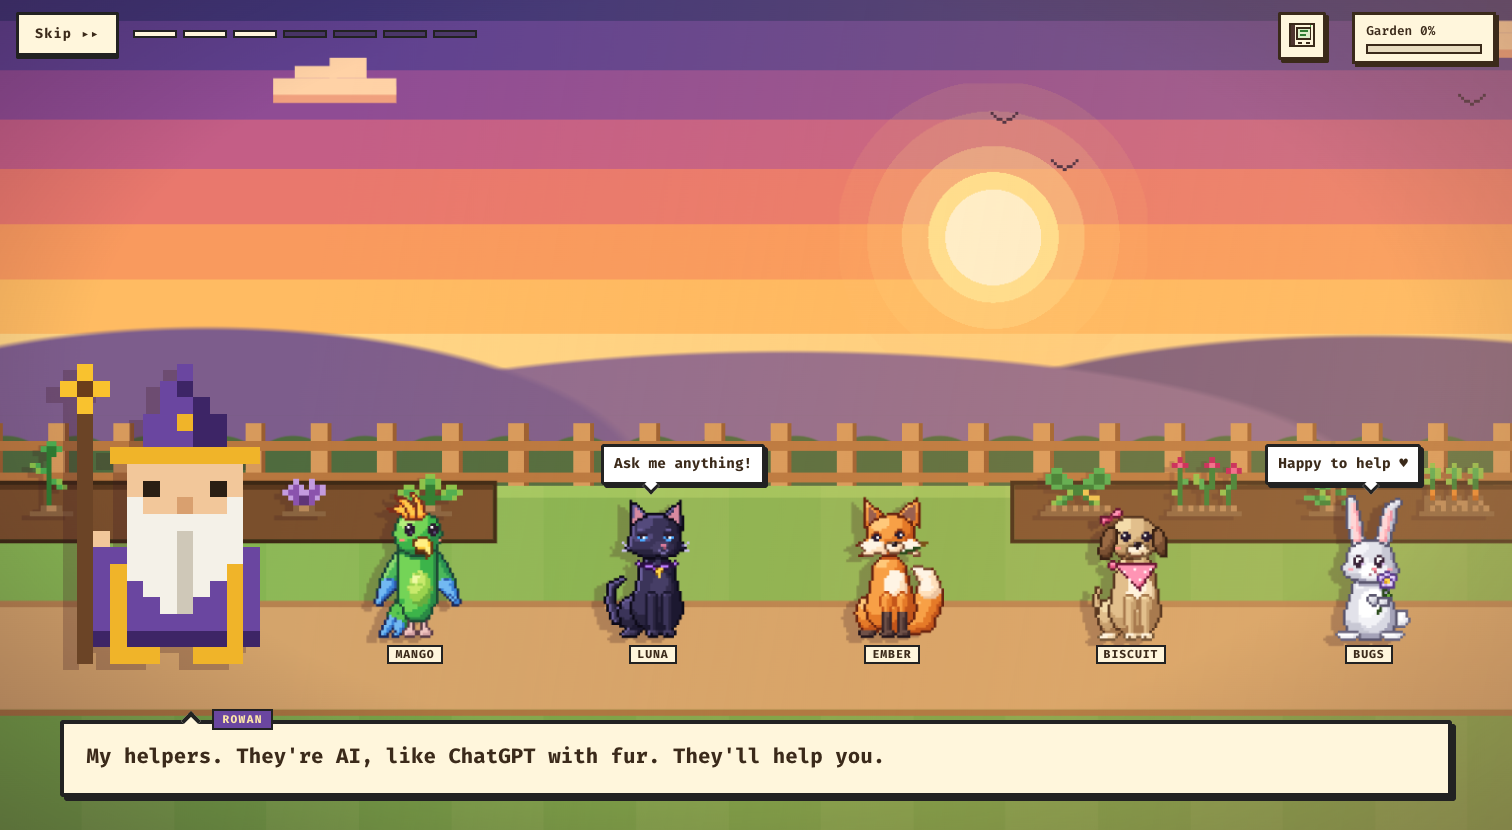 Skip ▸▸
Garden 0%
Ask me anything!
Happy to help ♥
MANGO
LUNA
EMBER
BISCUIT
BUGS
ROWAN
My helpers. They're AI, like ChatGPT with fur. They'll help you.